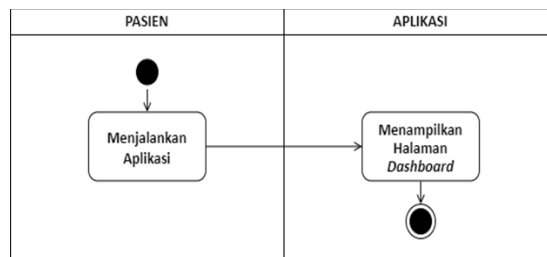 PASIEN
APLIKASI
Menjalankan
Aplikasi
Menampilkan
Halaman
Dashboard